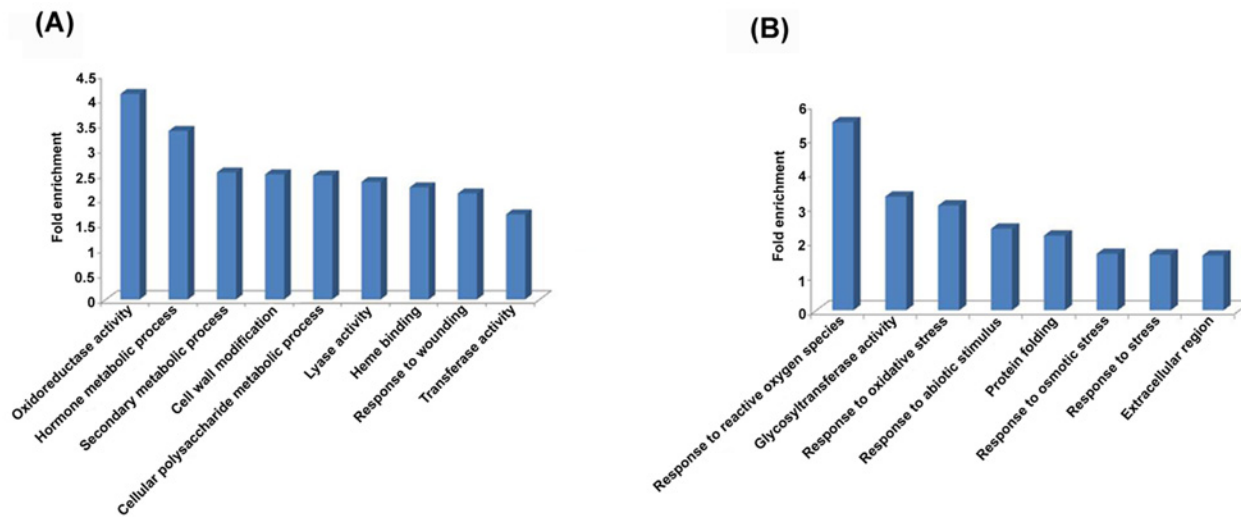 (A)
Fold enrichment
4.5
4
3.5
3
2.5
2
1.5
1
0.5
0
Oxidoreductase activity
Hormone metabolic process
Secondary metabolic process
Cell wall modification
Cellular polysaccharide metabolic process
Lyase activity
Heme binding
Response to wounding
Transferase activity
(B)
Fold enrichment
6
5
4
3
2
1
0
Response to reactive oxygen species
Glycosyltransferase activity
Response to oxidative stress
Response to abiotic stimulus
Protein folding
Response to osmotic stress
Response to stress
Extracellular region